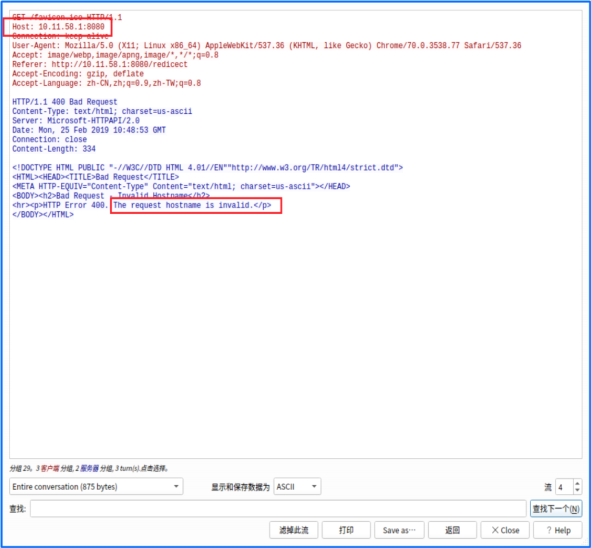 GET /favicon.ico HTTP/1.1
Host: 10.11.58.1:8080
Connection: keep-alive
User-Agent: Mozilla/5.0 (X11; Linux x86_64) AppleWebKit/537.36 (KHTML, like Gecko) Chrome/70.0.3538.77 Safari/537.36
Accept: image/webp,image/apng,image/*,*/*;q=0.8
Referer: http://10.11.58.1:8080/redicect
Accept-Encoding: gzip, deflate
Accept-Language: zh-CN,zh;q=0.9,zh-TW;q=0.8
HTTP/1.1 400 Bad Request
Content-Type: text/html; charset=us-ascii
Server: Microsoft-HTTPAPI/2.0
Date: Mon, 25 Feb 2019 10:48:53 GMT
Connection: close
Content-Length: 334
<!DOCTYPE HTML PUBLIC "-//W3C//DTD HTML 4.01//EN""http://www.w3.org/TR/html4/strict.dtd">
<HTML><HEAD><TITLE>Bad Request</TITLE>
<META HTTP-EQUIV="Content-Type" Content="text/html; charset=us-ascii"></HEAD>
<BODY><h2>Bad Request - Invalid Hostname</h2>
<hr><p>HTTP Error 400. The request hostname is invalid.</p>
</BODY></HTML>
分组 29。3 客户端 分组, 2 服务器 分组, 3 turn(s).点击选择。
Entire conversation (875 bytes) 显示和保存数据为 ASCII 流 4
查找: 查找下一个(N)
滤掉此流 打印 Save as… 返回 Close Help